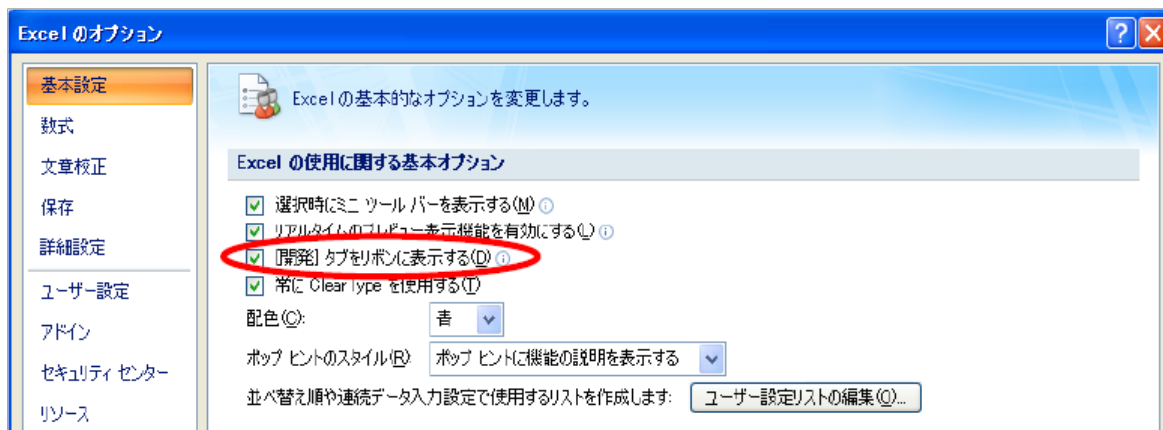 Excel のオプション
基本設定
数式
文章校正
保存
詳細設定
ユーザー設定
アドイン
セキュリティ センター
リソース
Excel の基本的なオプションを変更します。
Excel の使用に関する基本オプション
選択時にミニ ツール バーを表示する(M)
リアルタイムのプレビュー表示機能を有効にする(L)
[開発] タブをリボンに表示する(D)
常に ClearType を使用する(T)
配色(C): 青
ポップ ヒントのスタイル(R): ポップ ヒントに機能の説明を表示する
並べ替え順や連続データ入力設定で使用するリストを作成します: ユーザー設定リストの編集(O)...